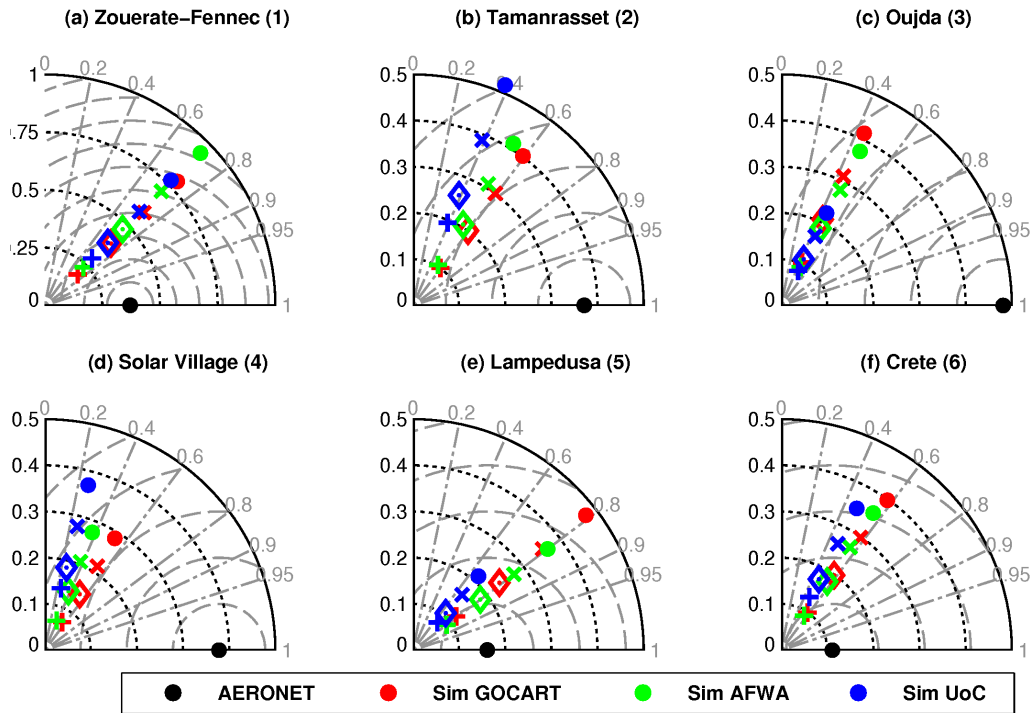 (a) Zouerate–Fennec (1)
(b) Tamanrasset (2)
(c) Oujda (3)
0 0.2 0.4 0.6 0.8 0.9 0.95 1
1
.75
0.5
0.25
0
0 0.2 0.4 0.6 0.8 0.9 0.95 1
0.5
0.4
0.3
0.2
0.1
0
0 0.2 0.4 0.6 0.8 0.9 0.95 1
0.5
0.4
0.3
0.2
0.1
0
(d) Solar Village (4)
(e) Lampedusa (5)
(f) Crete (6)
0 0.2 0.4 0.6 0.8 0.9 0.95 1
0.5
0.4
0.3
0.2
0.1
0
0 0.2 0.4 0.6 0.8 0.9 0.95 1
0.5
0.4
0.3
0.2
0.1
0
0 0.2 0.4 0.6 0.8 0.9 0.95 1
0.5
0.4
0.3
0.2
0.1
0
AERONET Sim GOCART Sim AFWA Sim UoC